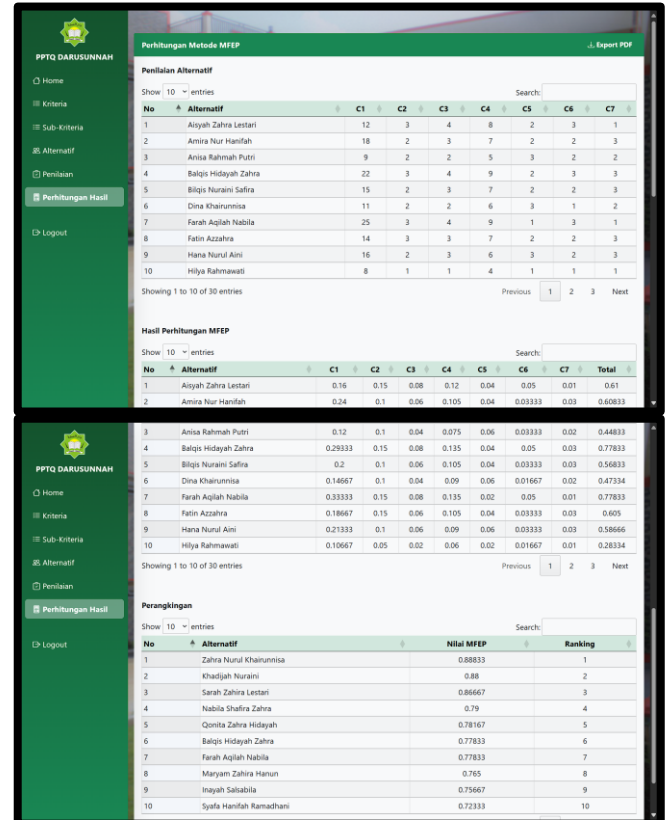 PPTQ DARUSUNNAH
Home
Kriteria
Sub-Kriteria
Alternatif
Penilaian
Perhitungan Hasil
Logout
Perhitungan Metode MFEP Export PDF
Penilaian Alternatif
Show 10 entries Search:
No Alternatif C1 C2 C3 C4 C5 C6 C7
1 Aisyah Zahra Lestari 12 3 4 8 2 3 1
2 Amira Nur Hanifah 18 2 3 7 2 2 3
3 Anisa Rahmah Putri 9 2 2 5 3 2 2
4 Balqis Hidayah Zahra 22 3 4 9 2 3 3
5 Bilqis Nuraini Safira 15 2 3 7 2 2 3
6 Dina Khairunnisa 11 2 2 6 3 1 2
7 Farah Aqilah Nabila 25 3 4 9 1 3 1
8 Fatin Azzahra 14 3 3 7 2 2 3
9 Hana Nurul Aini 16 2 3 6 3 2 3
10 Hilya Rahmawati 8 1 1 4 1 1 1
Showing 1 to 10 of 30 entries Previous 1 2 3 Next
Hasil Perhitungan MFEP
Show 10 entries Search:
No Alternatif C1 C2 C3 C4 C5 C6 C7 Total
1 Aisyah Zahra Lestari 0.16 0.15 0.08 0.12 0.04 0.05 0.01 0.61
2 Amira Nur Hanifah 0.24 0.1 0.06 0.105 0.04 0.03333 0.03 0.60833
PPTQ DARUSUNNAH
Home
Kriteria
Sub-Kriteria
Alternatif
Penilaian
Perhitungan Hasil
Logout
3 Anisa Rahmah Putri 0.12 0.1 0.04 0.075 0.06 0.03333 0.02 0.44833
4 Balqis Hidayah Zahra 0.29333 0.15 0.08 0.135 0.04 0.05 0.03 0.77833
5 Bilqis Nuraini Safira 0.2 0.1 0.06 0.105 0.04 0.03333 0.03 0.56833
6 Dina Khairunnisa 0.14667 0.1 0.04 0.09 0.06 0.01667 0.02 0.47334
7 Farah Aqilah Nabila 0.33333 0.15 0.08 0.135 0.02 0.05 0.01 0.77833
8 Fatin Azzahra 0.18667 0.15 0.06 0.105 0.04 0.03333 0.03 0.605
9 Hana Nurul Aini 0.21333 0.1 0.06 0.09 0.06 0.03333 0.03 0.58666
10 Hilya Rahmawati 0.10667 0.05 0.02 0.06 0.02 0.01667 0.01 0.28334
Showing 1 to 10 of 30 entries Previous 1 2 3 Next
Perangkingan
Show 10 entries Search:
No Alternatif Nilai MFEP Ranking
1 Zahra Nurul Khairunnisa 0.88833 1
2 Khadijah Nuraini 0.88 2
3 Sarah Zahira Lestari 0.86667 3
4 Nabila Shafira Zahra 0.79 4
5 Qonita Zahra Hidayah 0.78167 5
6 Balqis Hidayah Zahra 0.77833 6
7 Farah Aqilah Nabila 0.77833 7
8 Maryam Zahira Hanun 0.765 8
9 Inayah Salsabila 0.75667 9
10 Syafa Hanifah Ramadhani 0.72333 10